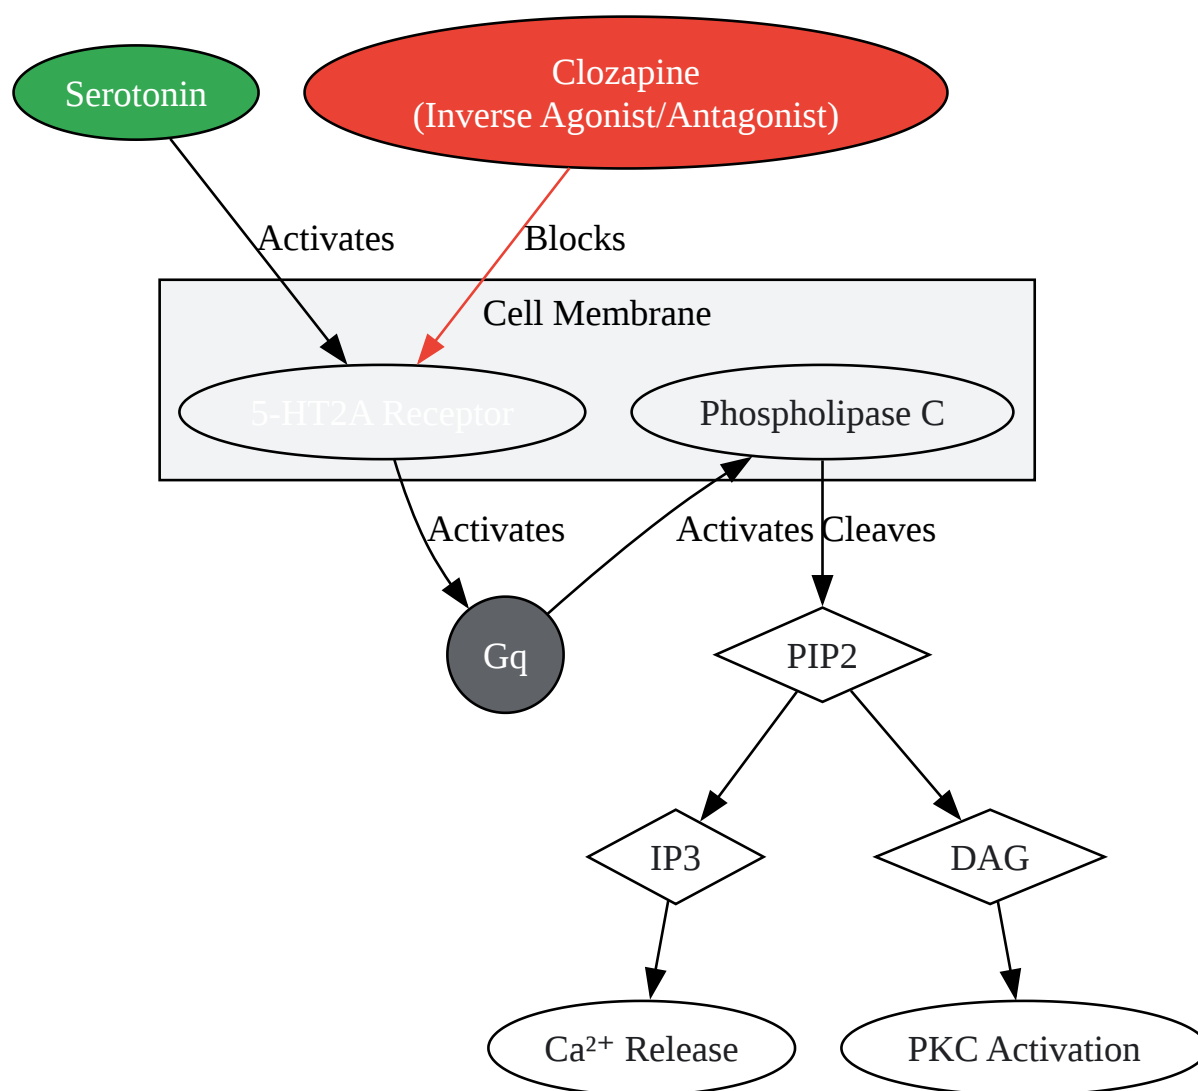 Serotonin
Clozapine
(Inverse Agonist/Antagonist)
Activates
Blocks
Cell Membrane
5-HT2A Receptor
Phospholipase C
Activates
Activates
Cleaves
Gq
PIP2
IP3
DAG
Ca²⁺ Release
PKC Activation